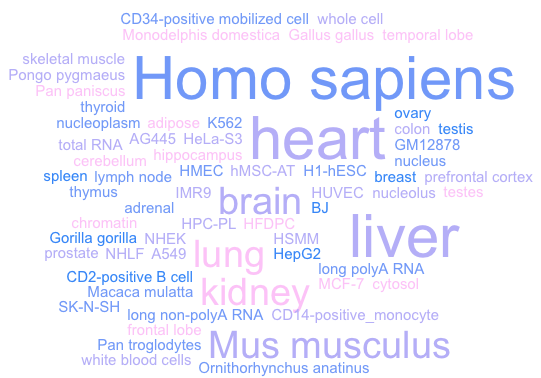 CD34-positive mobilized cell whole cell
Monodelphis domestica Gallus gallus temporal lobe
skeletal muscle
Pongo pygmaeus
Pan paniscus
Homo sapiens
thyroid
nucleoplasm adipose K562
heart
ovary
colon testis
total RNA AG445 HeLa-S3
GM12878
cerebellum hippocampus
nucleus
spleen lymph node HMEC hMSC-AT H1-hESC breast prefrontal cortex
thymus IMR9 brain HUVEC nucleolus testes
adrenal BJ
chromatin HPC-PL HFDPC
liver
Gorilla gorilla NHEK lung HSMM
prostate NHLF A549 HepG2
long polyA RNA
CD2-positive B cell kidney MCF-7 cytosol
Macaca mulatta
SK-N-SH
long non-polyA RNA CD14-positive_monocyte
frontal lobe
Pan troglodytes Mus musculus
white blood cells
Ornithorhynchus anatinus